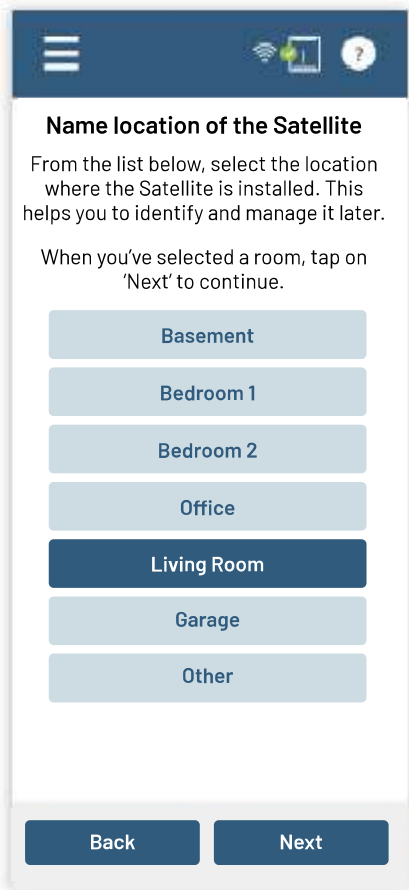 ?
Name location of the Satellite
From the list below, select the location
where the Satellite is installed. This
helps you to identify and manage it later.
When you've selected a room, tap on
‘Next’ to continue.
Basement
Bedroom 1
Bedroom 2
Office
Living Room
Garage
Other
Back
Next